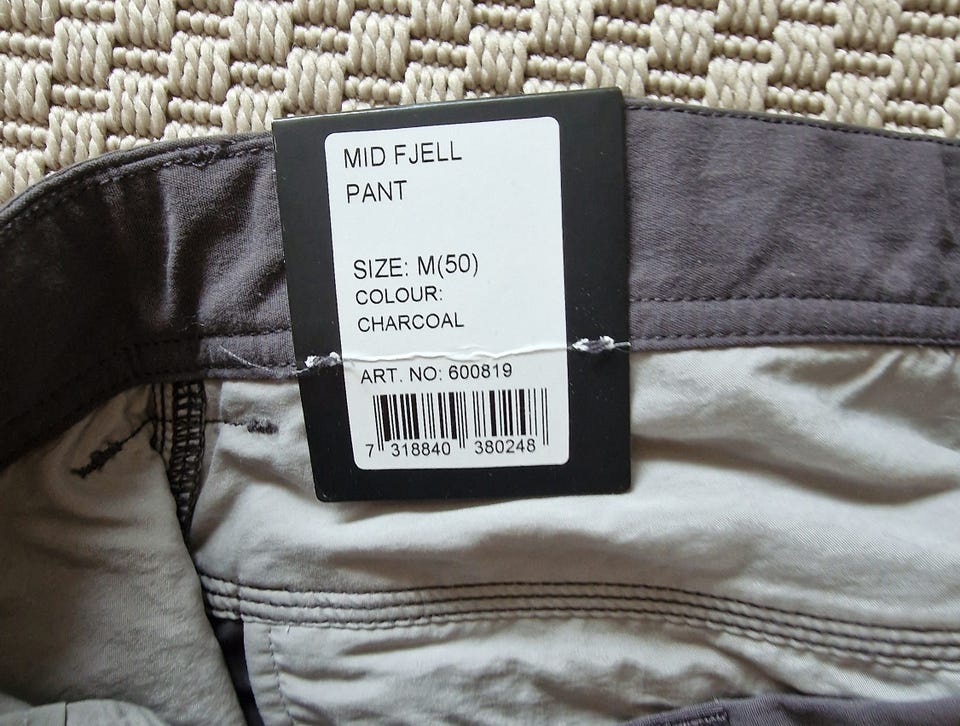 MID FJELL
PANT
SIZE: M(50)
COLOUR:
CHARCOAL
ART. NO: 600819
7 318840 380248